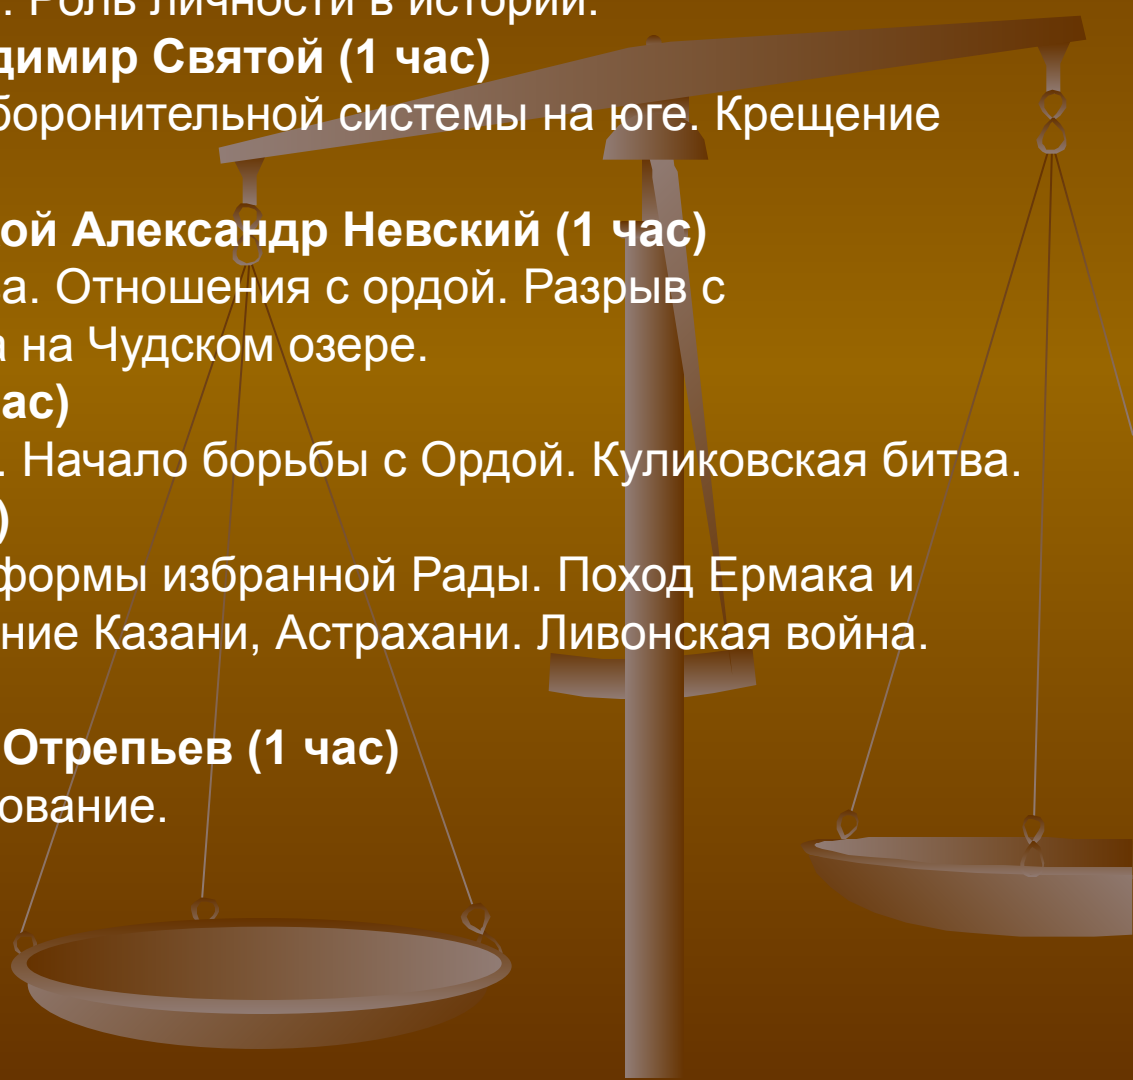 . Роль личности в истории.
димир Святой (1 час)
боронительной системы на юге. Крещение
ой Александр Невский (1 час)
а. Отношения с ордой. Разрыв с
а на Чудском озере.
ас)
. Начало борьбы с Ордой. Куликовская битва.
)
формы избранной Рады. Поход Ермака и
ние Казани, Астрахани. Ливонская война.
Отрепьев (1 час)
ование.